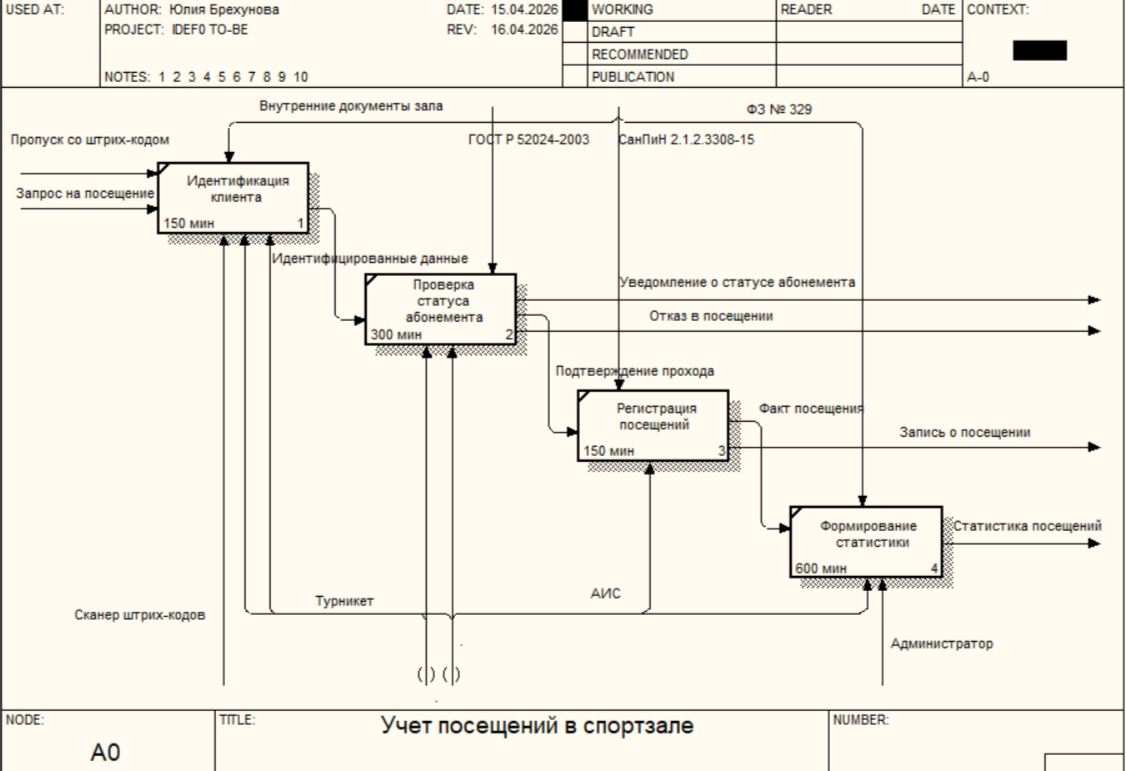 USED AT:
AUTHOR: Юлия Брехунова
DATE: 15.04.2026
WORKING
READER
DATE
CONTEXT:
PROJECT: IDEF0 TO-BE
REV: 16.04.2026
DRAFT
RECOMMENDED
NOTES: 1 2 3 4 5 6 7 8 9 10
PUBLICATION
A-0
Внутренние документы зала
ФЗ № 329
Пропуск со штрих-кодом
ГОСТ Р 52024-2003
СанПиН 2.1.2.3308-15
Запрос на посещение
Идентификация
клиента
150 мин
1
Идентифицированные данные
Проверка
статуса
абонемента
300 мин
2
Уведомление о статусе абонемента
Отказ в посещении
Подтверждение прохода
Регистрация
посещений
150 мин
3
Факт посещения
Запись о посещении
Формирование
статистики
600 мин
4
Статистика посещений
Турникет
АИС
Сканер штрих-кодов
Администратор
( ) ( )
NODE:
A0
TITLE:
Учет посещений в спортзале
NUMBER: